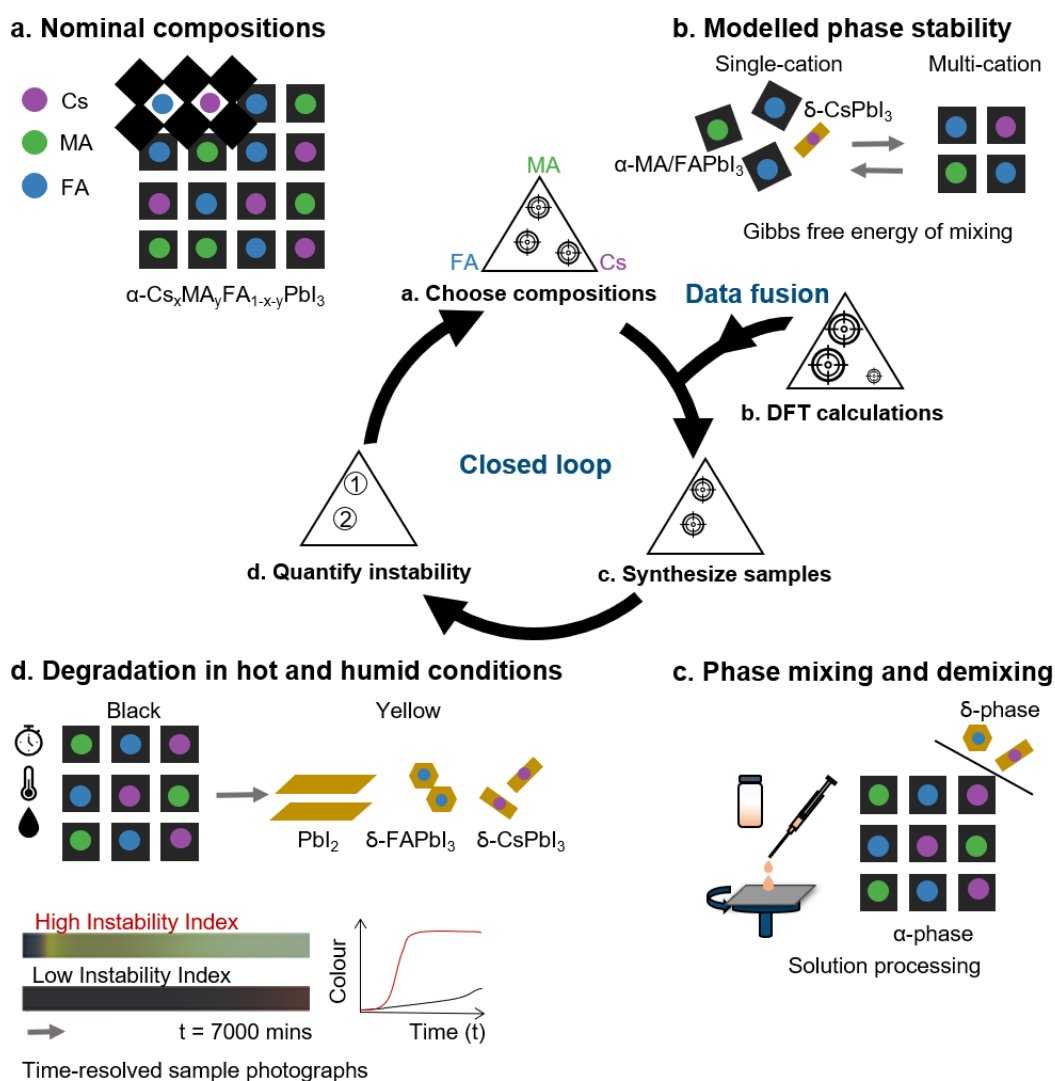 a. Nominal compositions
Cs
MA
FA
α-CsₓMAᵧFA₁₋ₓ₋ᵧPbI₃
b. Modelled phase stability
Single-cation
Multi-cation
δ-CsPbI₃
α-MA/FAPbI₃
Gibbs free energy of mixing
MA
FA
Cs
a. Choose compositions
Data fusion
b. DFT calculations
Closed loop
1
2
d. Quantify instability
c. Synthesize samples
d. Degradation in hot and humid conditions
Black
Yellow
PbI₂
δ-FAPbI₃
δ-CsPbI₃
High Instability Index
Low Instability Index
t = 7000 mins
Time-resolved sample photographs
Colour
Time (t)
c. Phase mixing and demixing
δ-phase
α-phase
Solution processing